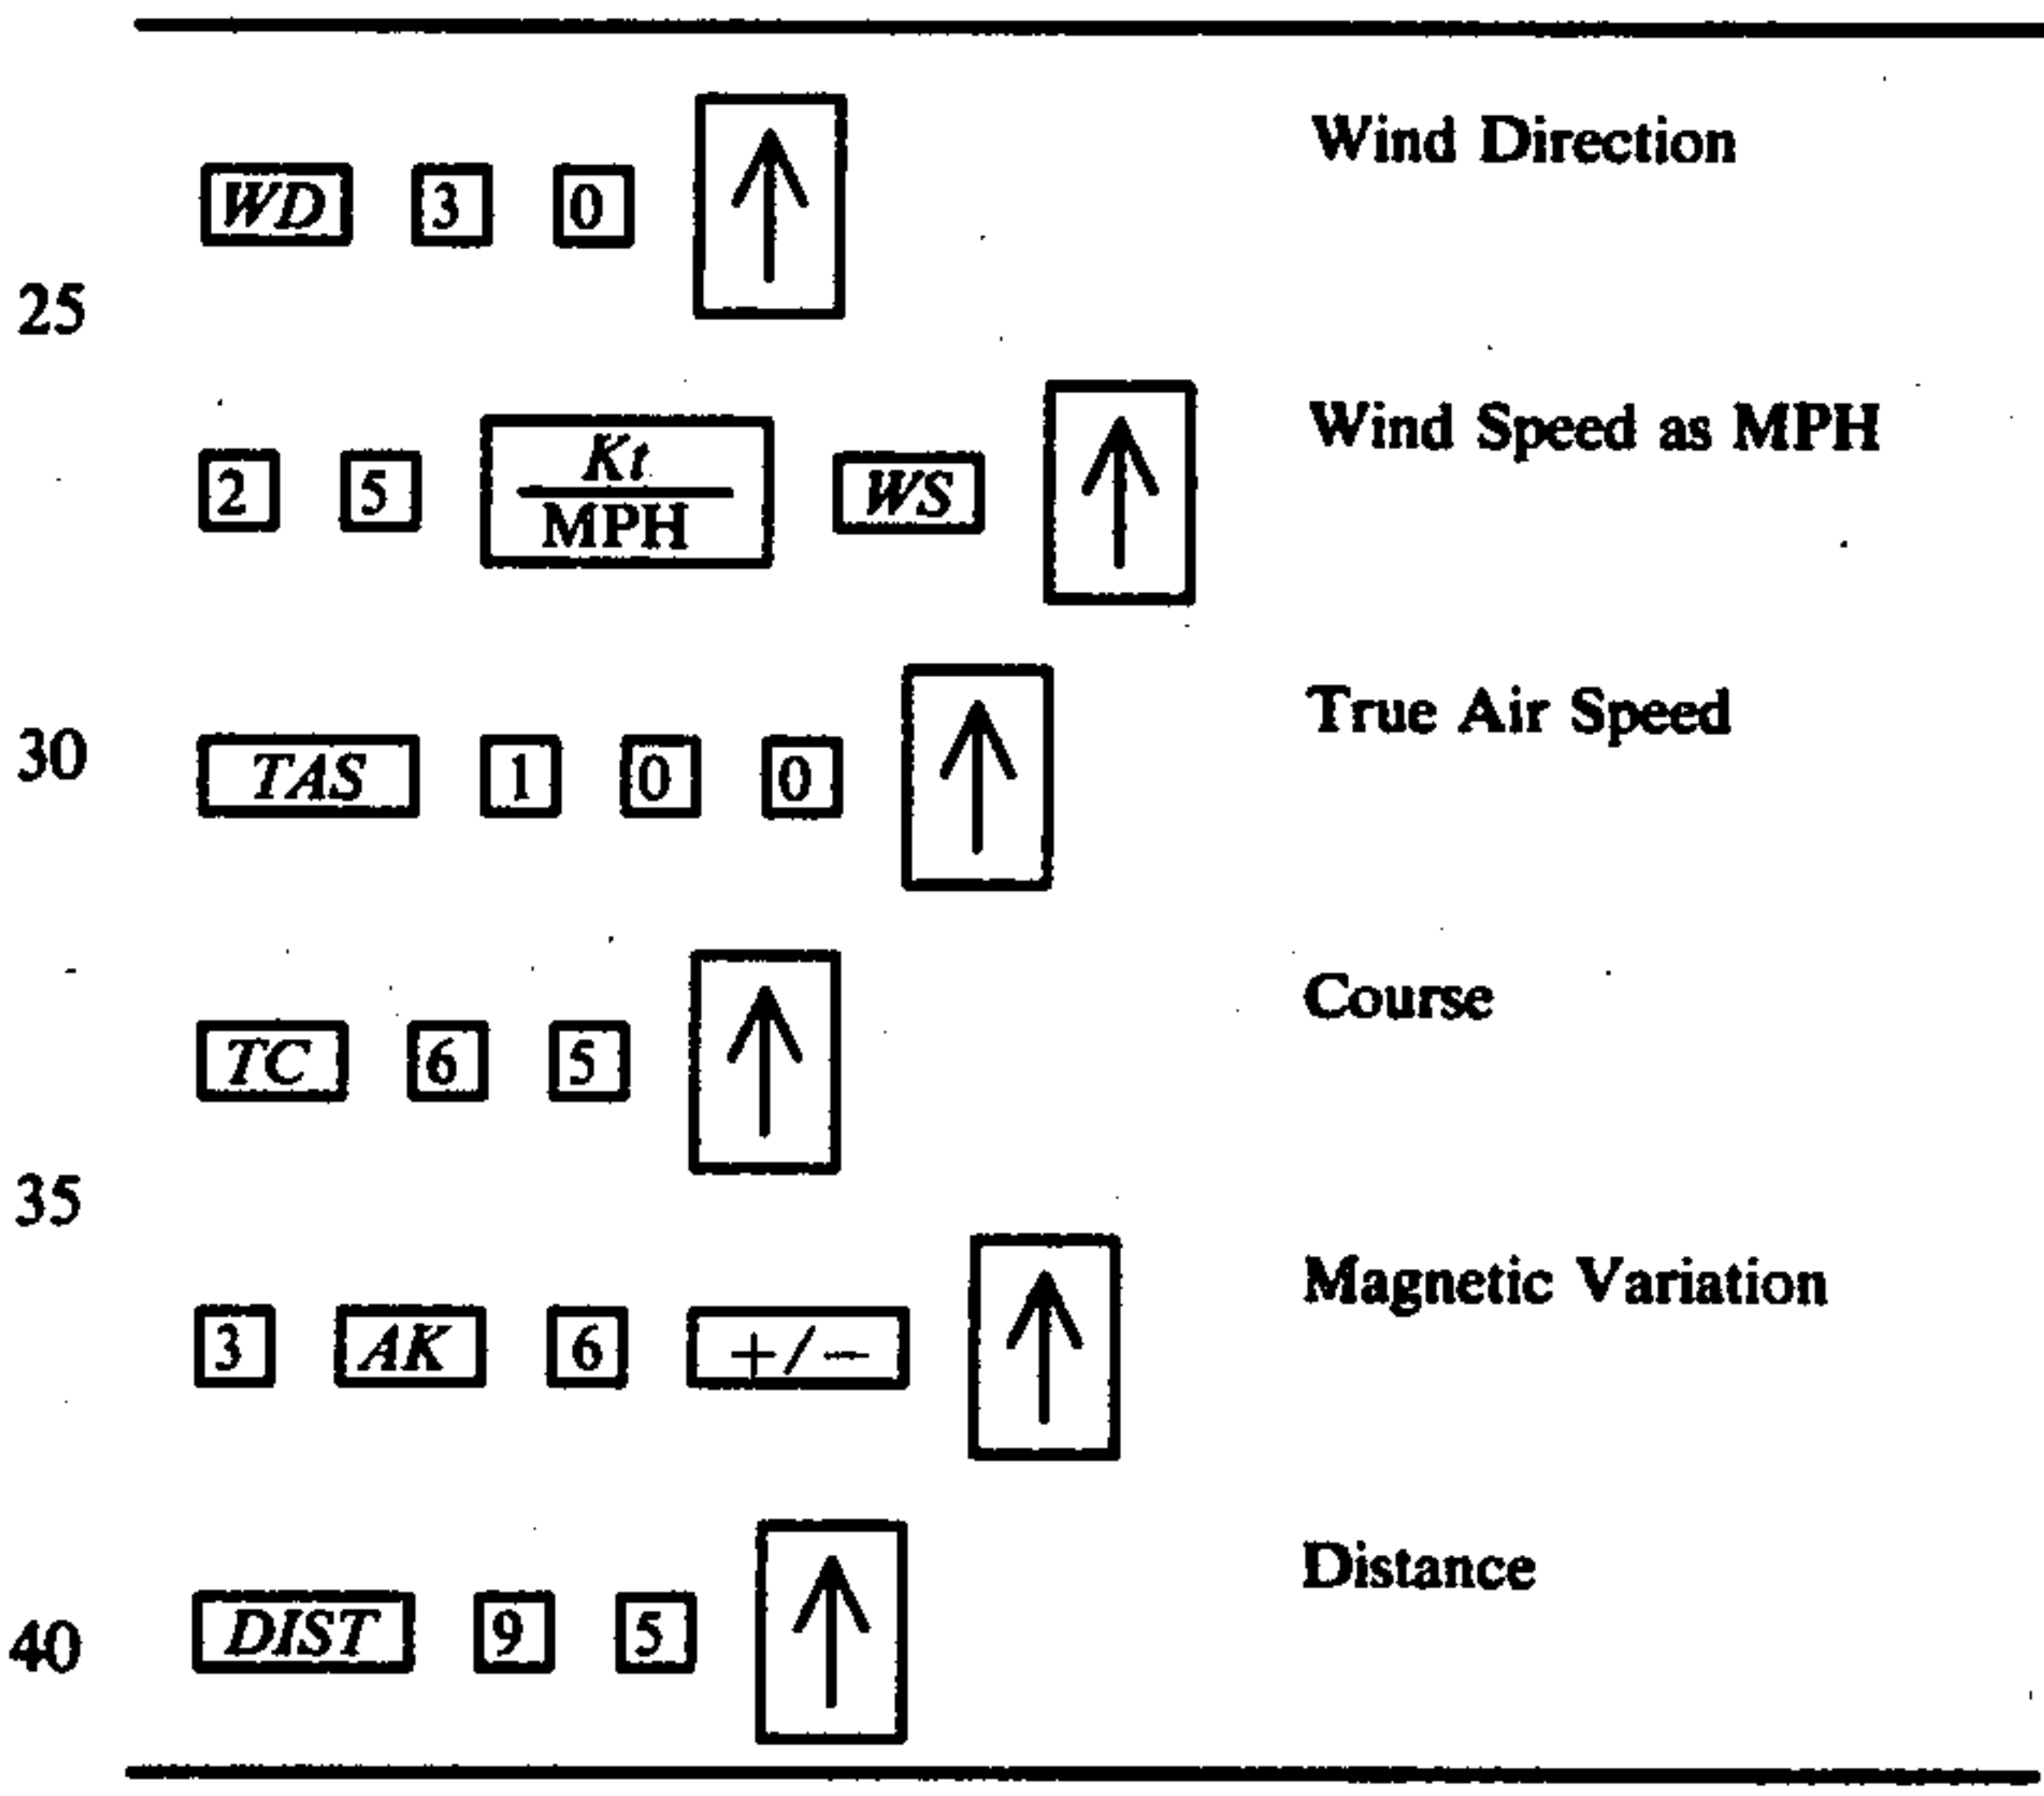 Wind Direction
WD 3 0 ↑
25
Wind Speed as MPH
2 5 Kt/MPH WS ↑
True Air Speed
30 TAS 1 0 0 ↑
Course
TC 6 5 ↑
35
Magnetic Variation
3 AK 6 +/− ↑
Distance
40 DIST 9 5 ↑